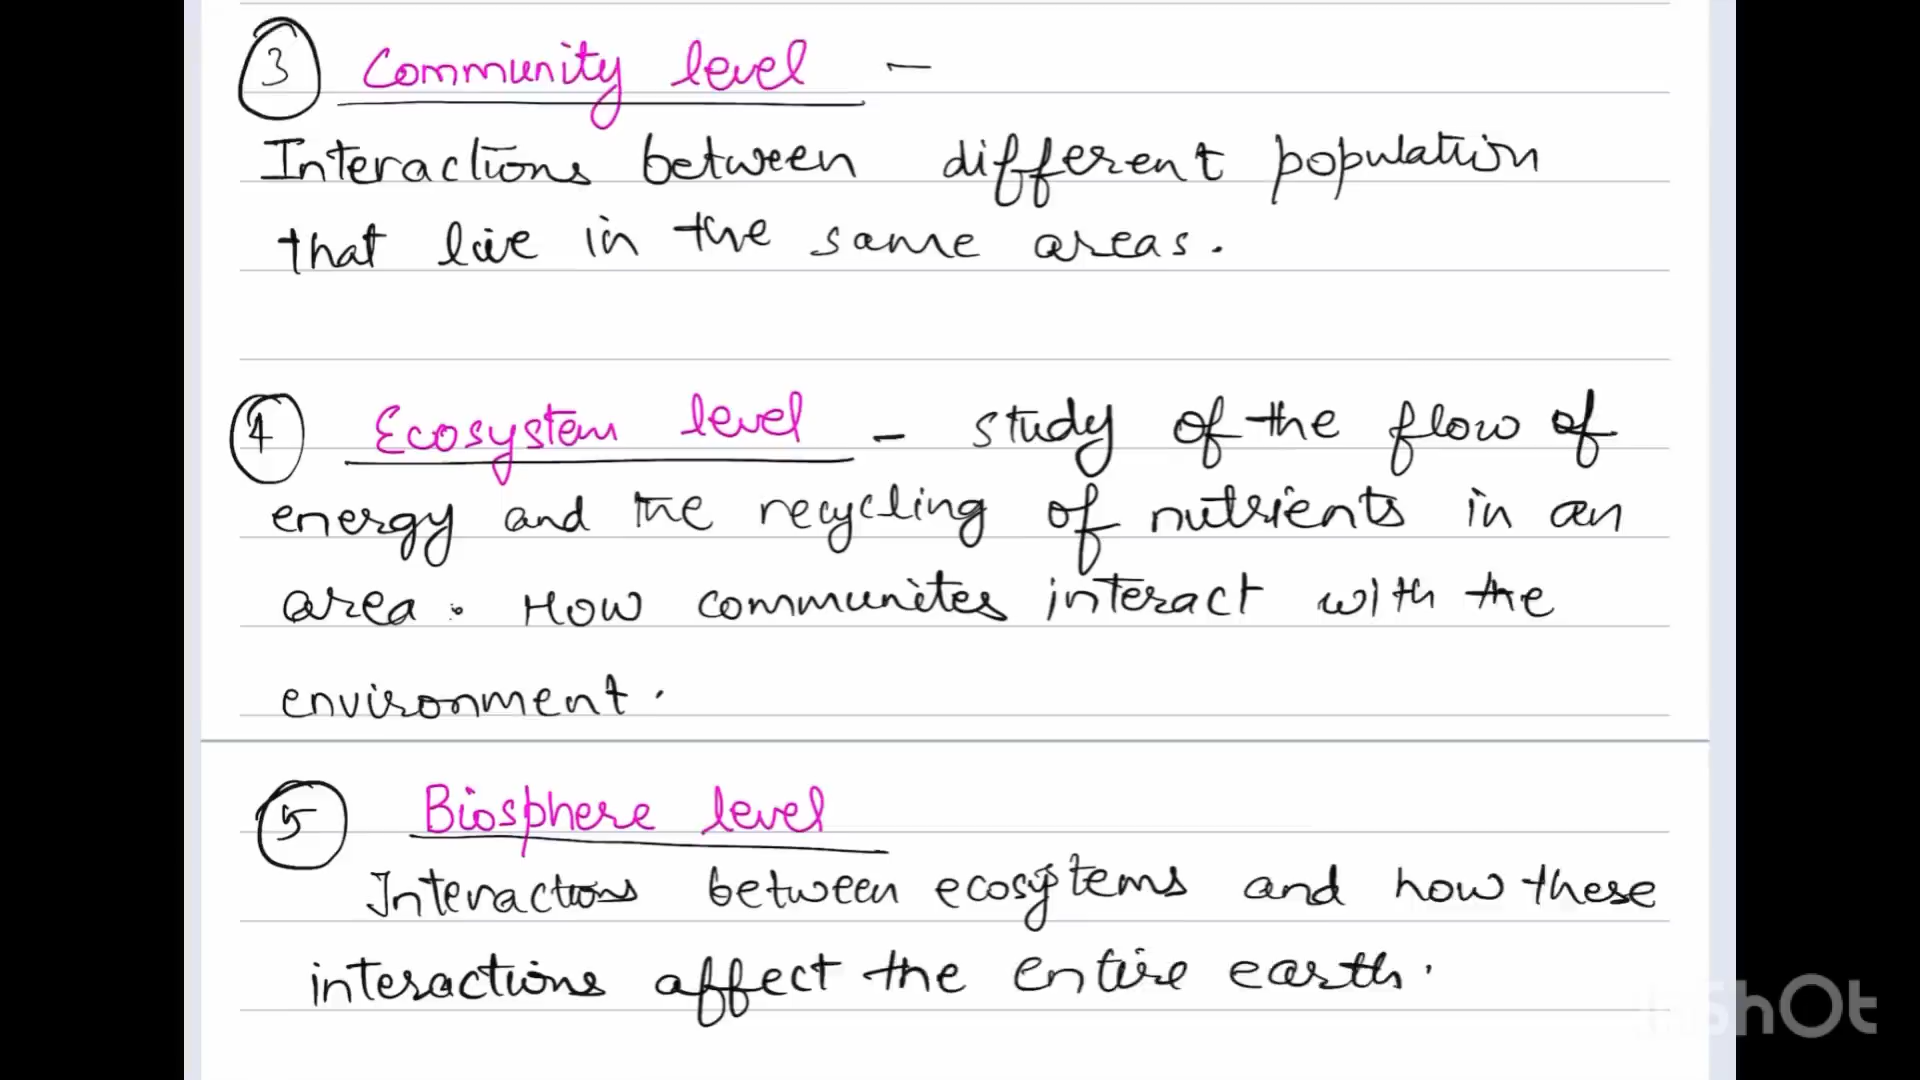 3 Community level -
Interactions between different population
that live in the same areas.
4 Ecosystem level - study of the flow of
energy and the recycling of nutrients in an
area. How communites interact with the
environment.
5 Biosphere level
Interactions between ecosystems and how these
interactions affect the entire earth.